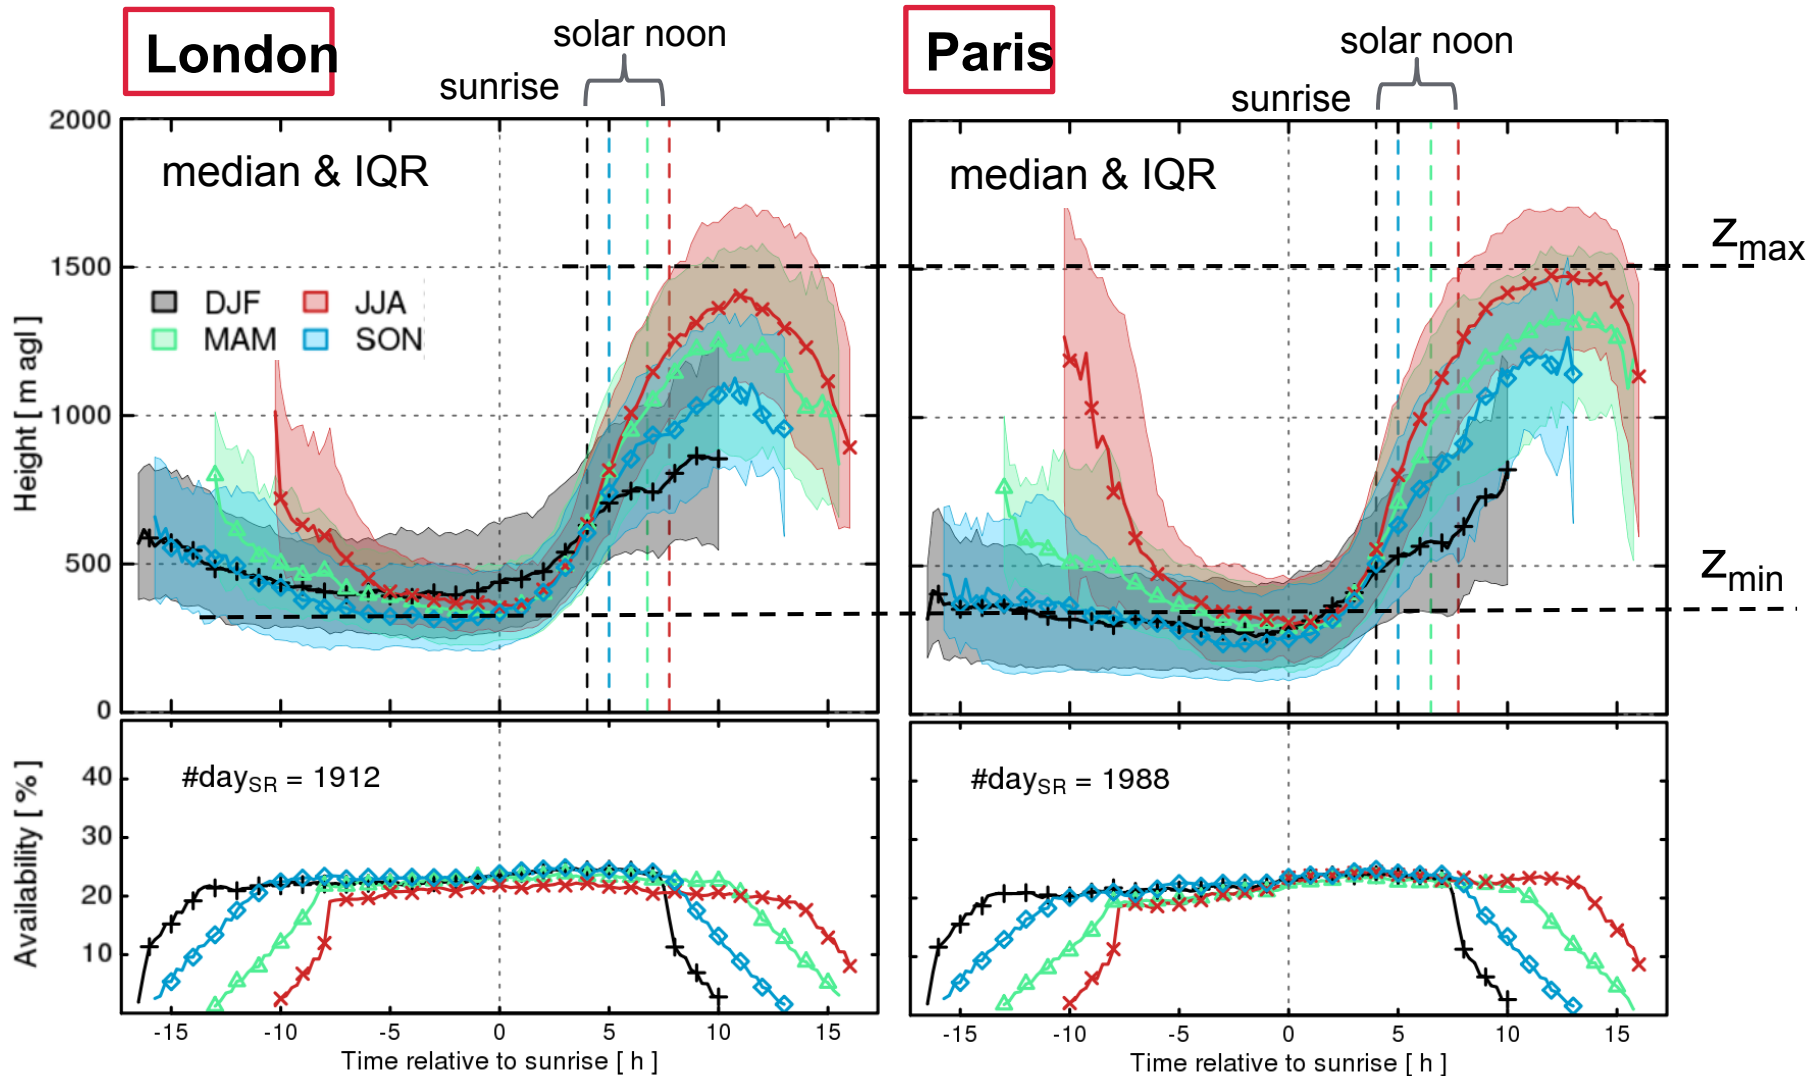 London
solar noon
sunrise
Paris
solar noon
sunrise
2000
1500
1000
500
0
Height [ m agl ]
median & IQR
DJF
JJA
MAM
SON
median & IQR
zmax
zmin
40
30
20
10
Availability [ % ]
#daySR = 1912
#daySR = 1988
-15 -10 -5 0 5 10 15
Time relative to sunrise [ h ]
-15 -10 -5 0 5 10 15
Time relative to sunrise [ h ]